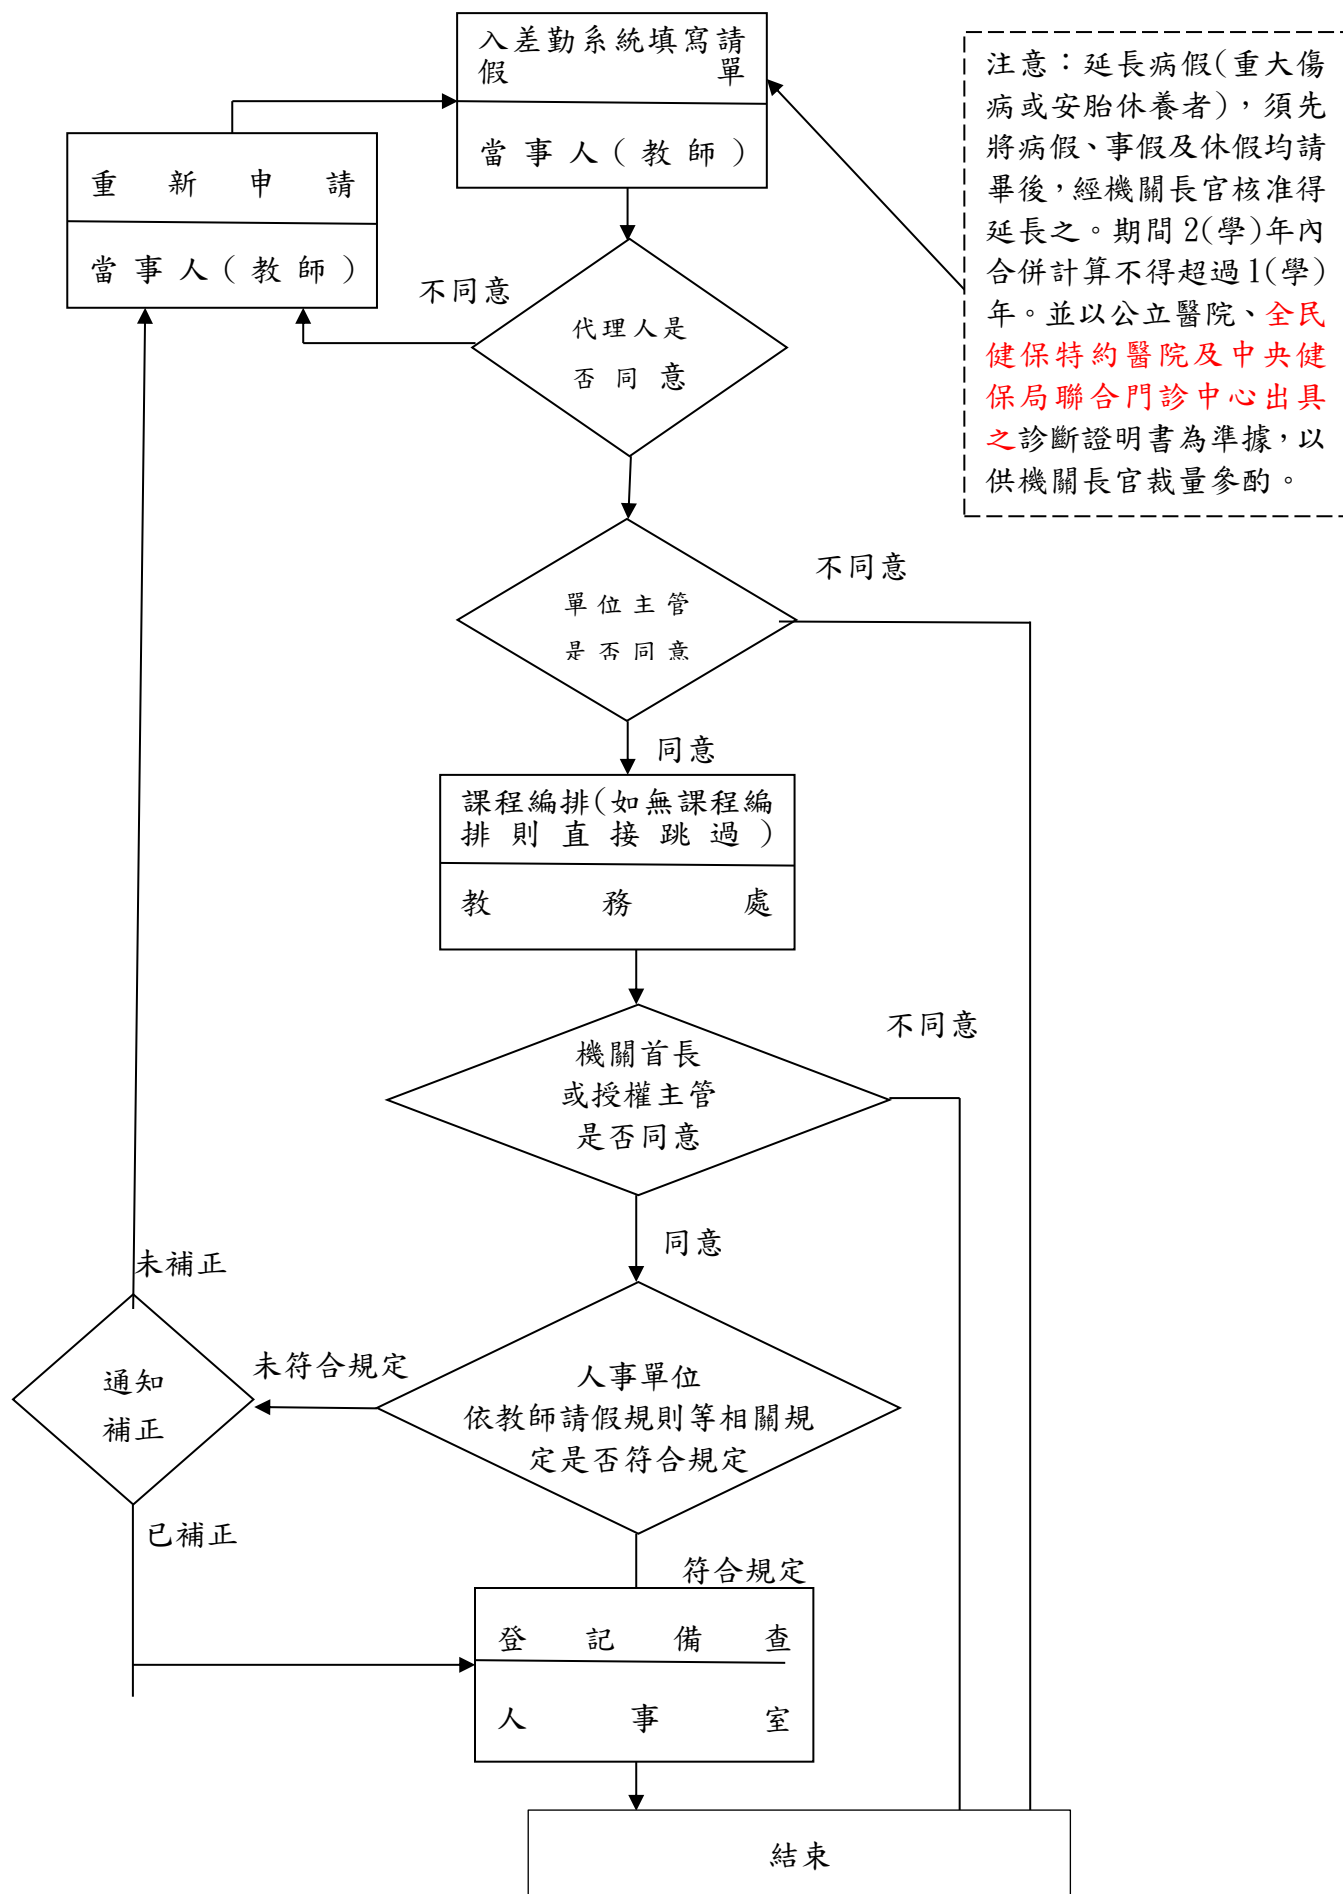 入差勤系統填寫請
假單
當事人(教師)
注意：延長病假(重大傷
病或安胎休養者)，須先
將病假、事假及休假均請
畢後，經機關長官核准得
延長之。期間2(學)年內
合併計算不得超過1(學)
年。並以公立醫院、全民
健保特約醫院及中央健
保局聯合門診中心出具
之診斷證明書為準據，以
供機關長官裁量參酌。
重新申請
當事人(教師)
不同意
代理人是
否同意
不同意
單位主管
是否同意
同意
課程編排(如無課程編
排則直接跳過)
教務處
不同意
機關首長
或授權主管
是否同意
同意
未補正
通知
補正
未符合規定
人事單位
依教師請假規則等相關規
定是否符合規定
已補正
符合規定
登記備查
人事室
結束